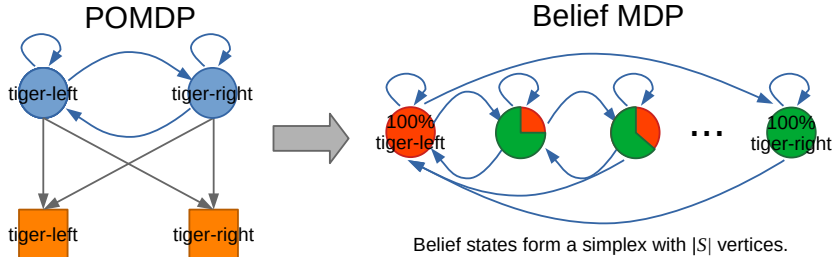 POMDP
Belief MDP
tiger-left
tiger-right
100%
tiger-left
...
100%
tiger-right
tiger-left
tiger-right
Belief states form a simplex with |S| vertices.